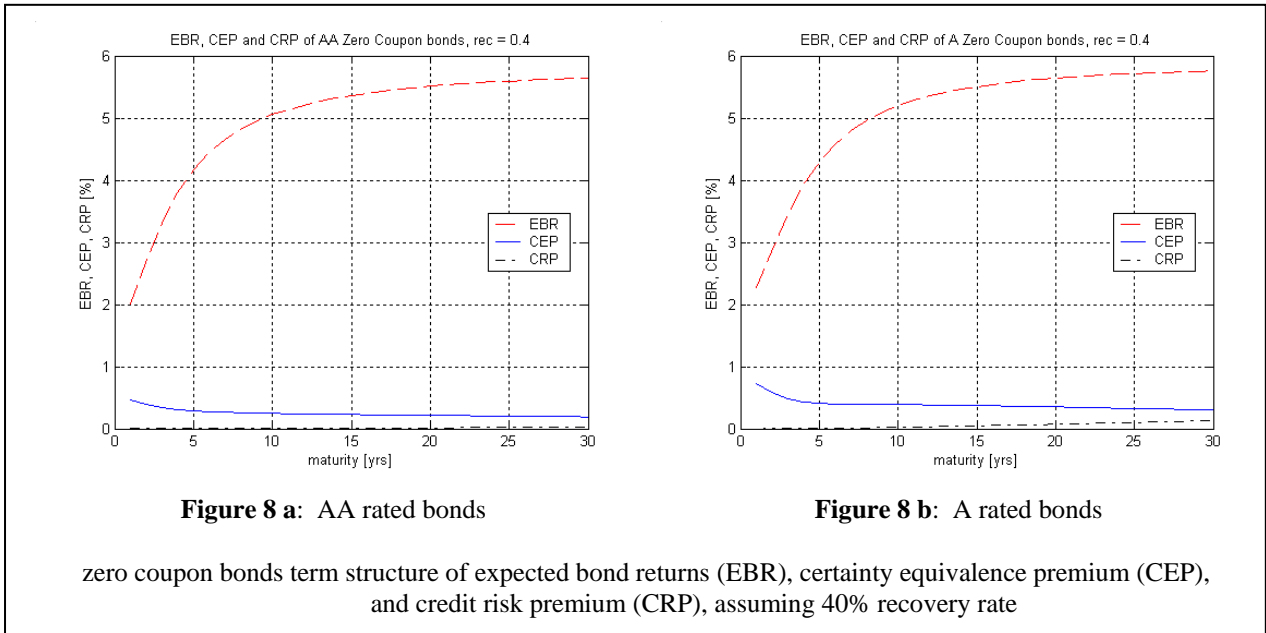 EBR, CEP and CRP of AA Zero Coupon bonds, rec = 0.4
6
5
4
3
2
1
0
EBR, CEP, CRP [%]
EBR
CEP
CRP
0 5 10 15 20 25 30
maturity [yrs]
Figure 8 a: AA rated bonds
EBR, CEP and CRP of A Zero Coupon bonds, rec = 0.4
6
5
4
3
2
1
0
EBR, CEP, CRP [%]
EBR
CEP
CRP
0 5 10 15 20 25 30
maturity [yrs]
Figure 8 b: A rated bonds
zero coupon bonds term structure of expected bond returns (EBR), certainty equivalence premium (CEP),
and credit risk premium (CRP), assuming 40% recovery rate